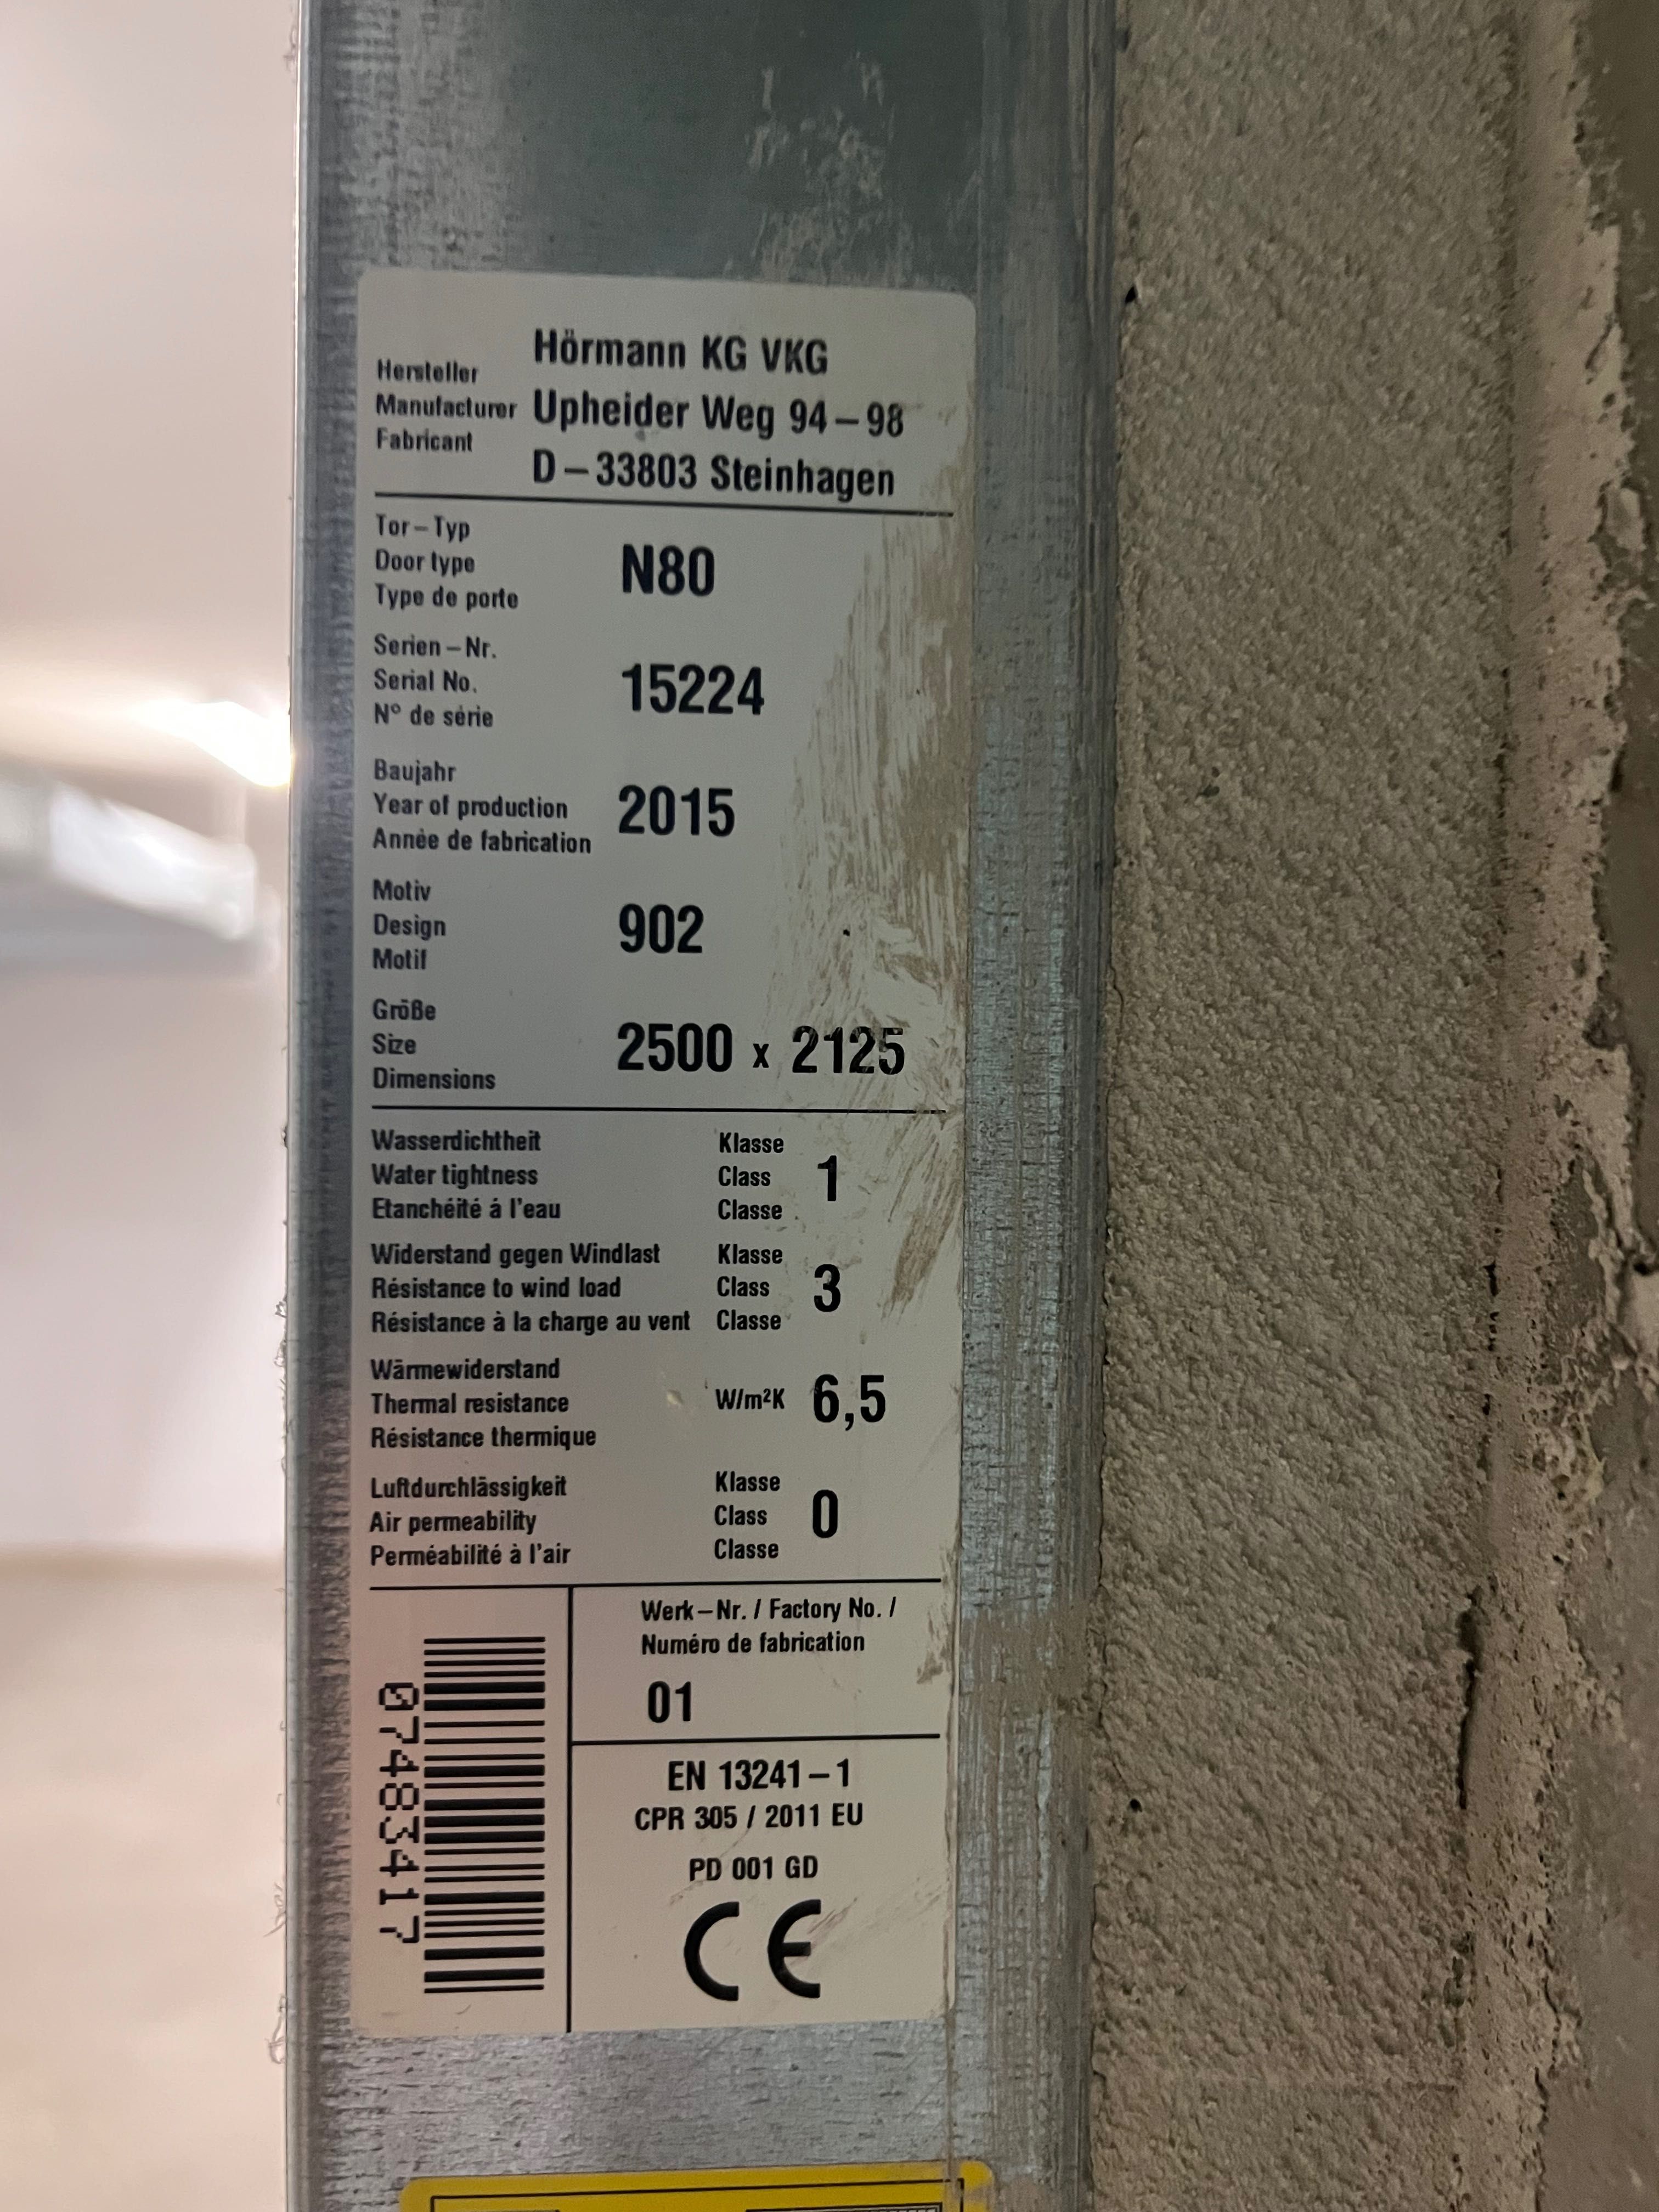 Hersteller
Manufacturer
Fabricant
Hörmann KG VKG
Upheider Weg 94–98
D–33803 Steinhagen
Tor–Typ
Door type
Type de porte
N80
Serien–Nr.
Serial No.
N° de série
15224
Baujahr
Year of production
Annèe de fabrication
2015
Motiv
Design
Motif
902
Größe
Size
Dimensions
2500 x 2125
Wasserdichtheit
Water tightness
Etanchéité á l'eau
Klasse
Class
Classe
1
Widerstand gegen Windlast
Résistance to wind load
Résistance à la charge au vent
Klasse
Class
Classe
3
Wärmewiderstand
Thermal resistance
Résistance thermique
W/m²K
6,5
Luftdurchlässigkeit
Air permeability
Perméabilité à l'air
Klasse
Class
Classe
0
07483417
Werk–Nr. / Factory No. /
Numéro de fabrication
01
EN 13241–1
CPR 305 / 2011 EU
PD 001 GD
CE